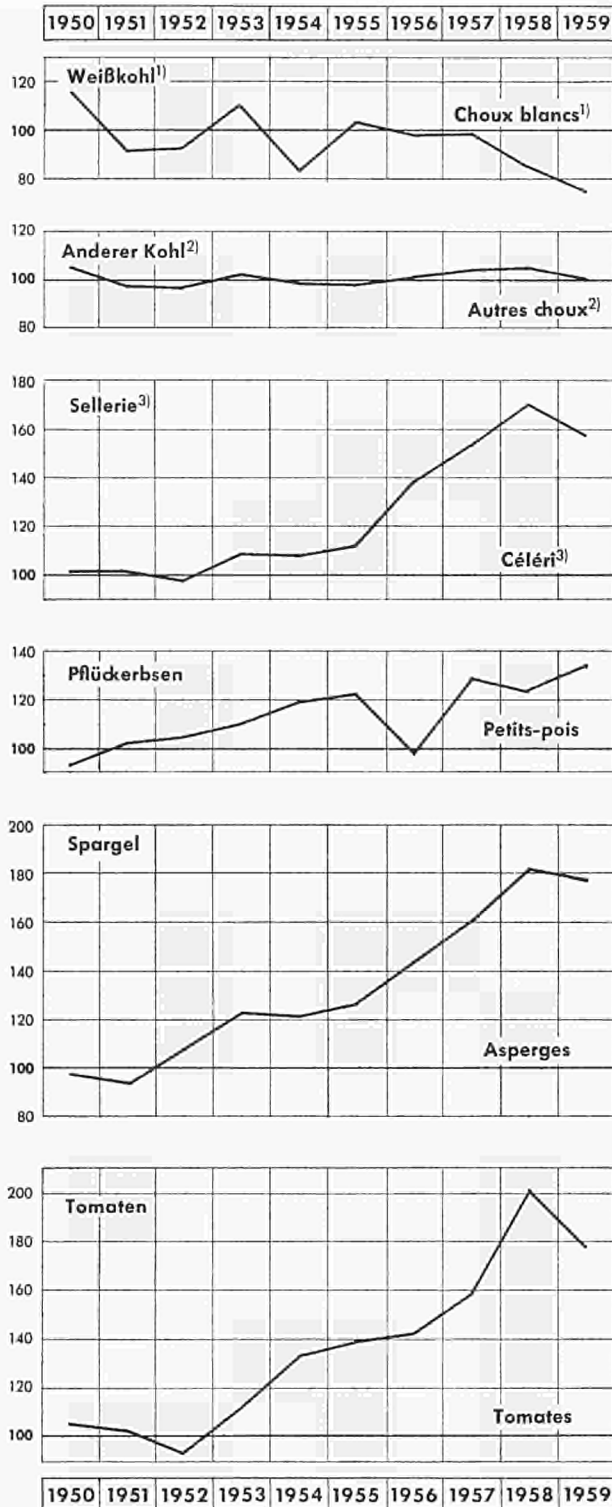 1950 1951 1952 1953 1954 1955 1956 1957 1958 1959
Weißkohl¹⁾
120
Choux blancs¹⁾
100
80
120
Anderer Kohl²⁾
100
Autres choux²⁾
80
180
Sellerie³⁾
160
140
120
Céléri³⁾
100
140
Pflückerbsen
120
Petits-pois
100
200
Spargel
180
160
140
120
Asperges
100
80
200
Tomaten
180
160
140
120
Tomates
100
1950 1951 1952 1953 1954 1955 1956 1957 1958 1959